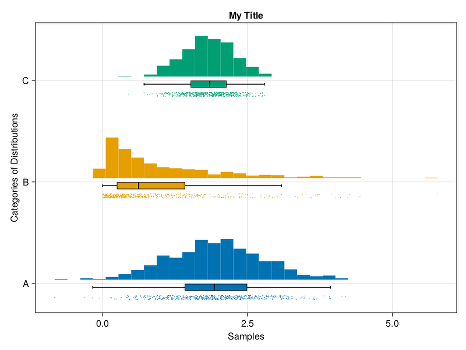 My Title
Categories of Distributions
C
B
A
0.0 2.5 5.0
Samples